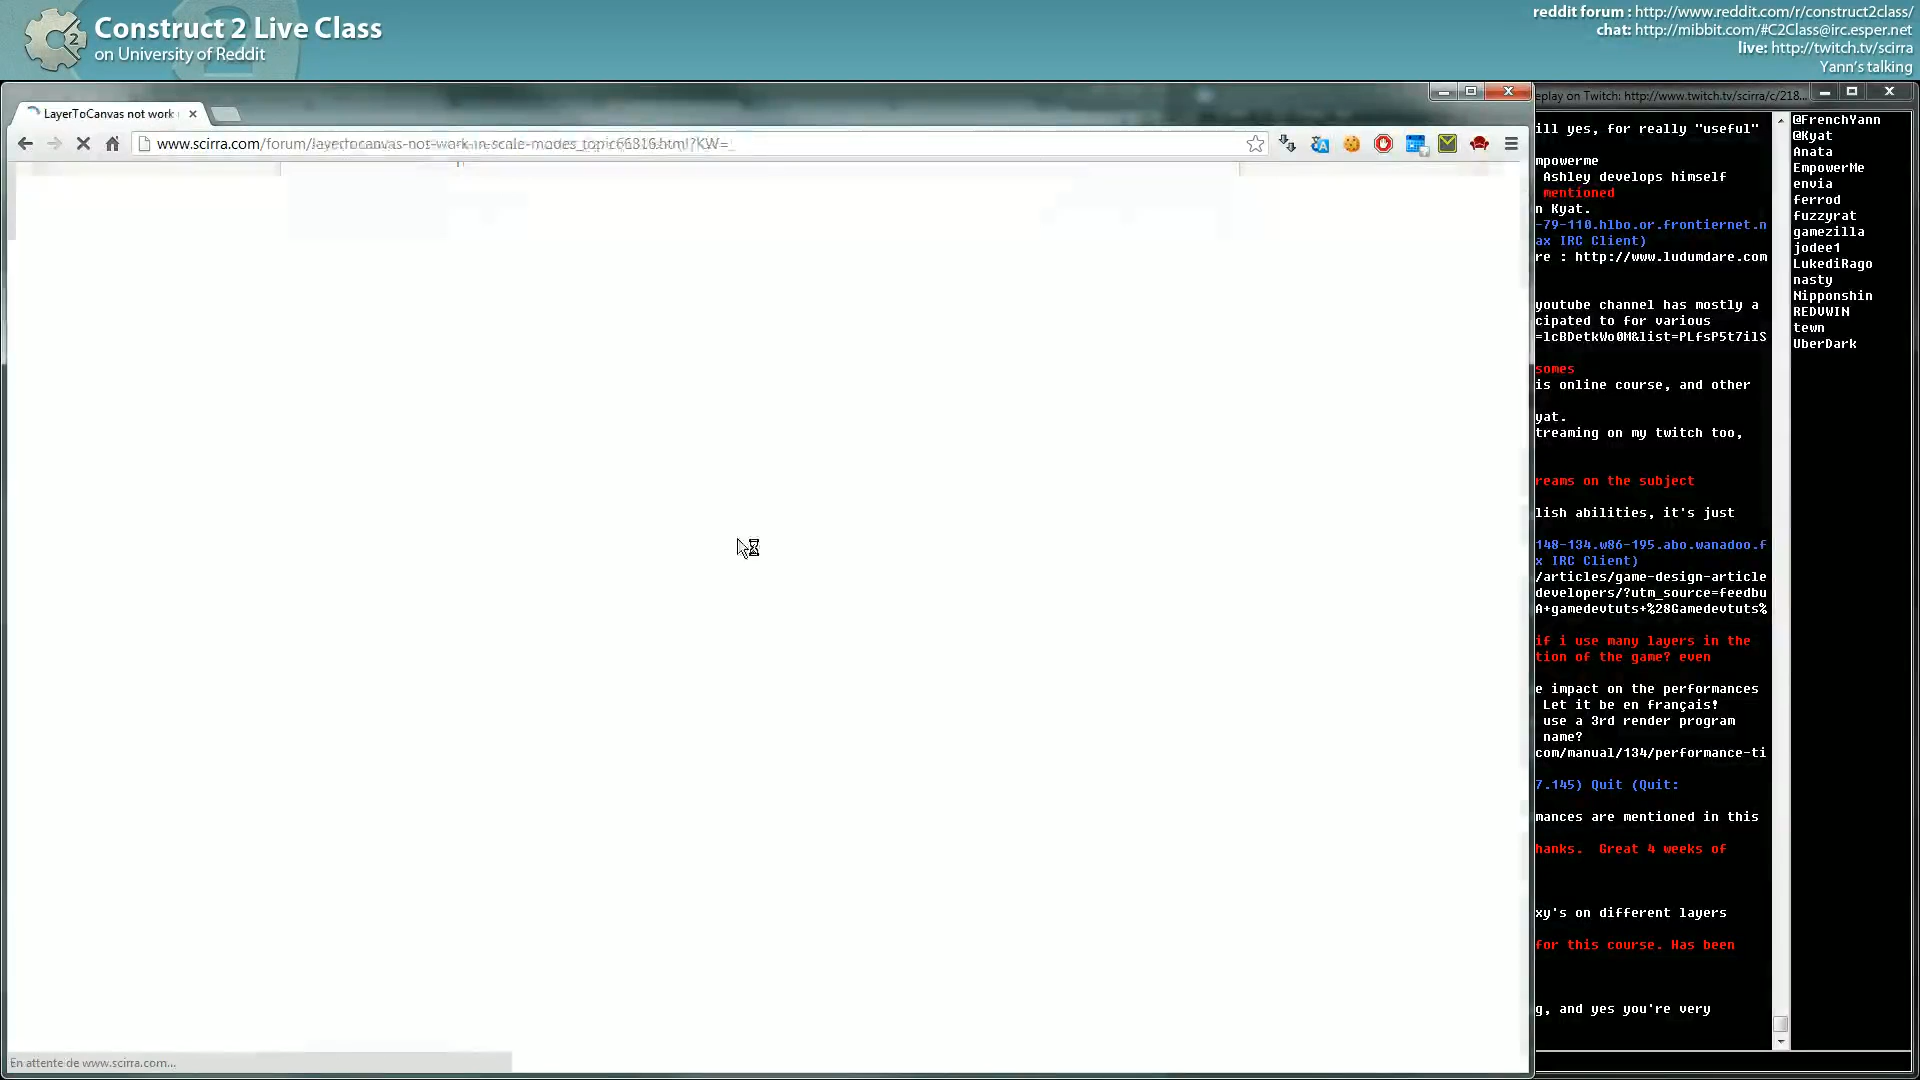 Construct 2 Live Class
on University of Reddit
reddit forum : http://www.reddit.com/r/construct2class/
chat: http://mibbit.com/#C2Class@irc.esper.net
live: http://twitch.tv/scirra
Yann's talking
LayerToCanvas not work
eplay on Twitch: http://www.twitch.tv/scirra/c/218...
www.scirra.com/forum/layertocanvas-not-work-in-scale-modes_topic66816.html?KW=
ill yes, for really "useful"
mpowerme
Ashley develops himself
mentioned
n Kyat.
-79-110.hlbo.or.frontiernet.n
ax IRC Client)
re : http://www.ludumdare.com
youtube channel has mostly a
cipated to for various
=lcBDetkWo0M&list=PLfsP5t7ilS
somes
is online course, and other
yat.
treaming on my twitch too,
reams on the subject
lish abilities, it's just
148-134.w86-195.abo.wanadoo.f
x IRC Client)
/articles/game-design-article
developers/?utm_source=feedbu
A+gamedevtuts+%28Gamedevtuts%
if i use many layers in the
tion of the game? even
e impact on the performances
Let it be en français!
use a 3rd render program
name?
com/manual/134/performance-ti
7.145) Quit (Quit:
mances are mentioned in this
hanks.  Great 4 weeks of
xy's on different layers
for this course. Has been
g, and yes you're very
@FrenchYann
@Kyat
Anata
EmpowerMe
envia
ferrod
fuzzyrat
gamezilla
jodee1
LukediRago
nasty
Nipponshin
REDVWIN
tewn
UberDark
En attente de www.scirra.com...